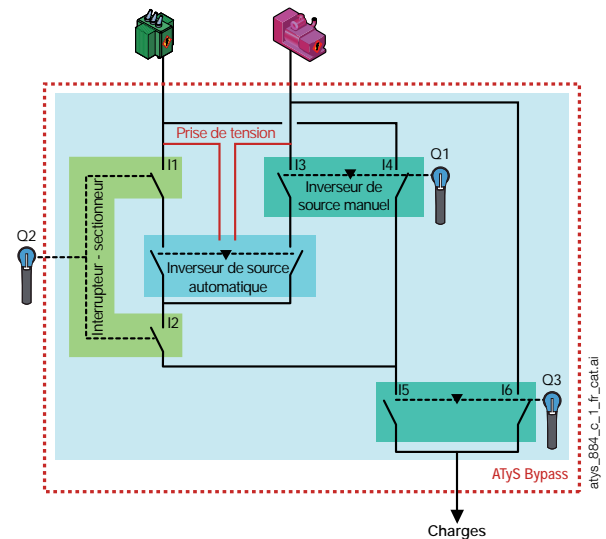 Prise de tension
I1
I3
I4
Q1
Inverseur de
source manuel
Q2
Interrupteur - sectionneur
Inverseur de source
automatique
I2
I5
I6
Q3
ATyS Bypass
atys_884_c_1_fr_cat.ai
Charges